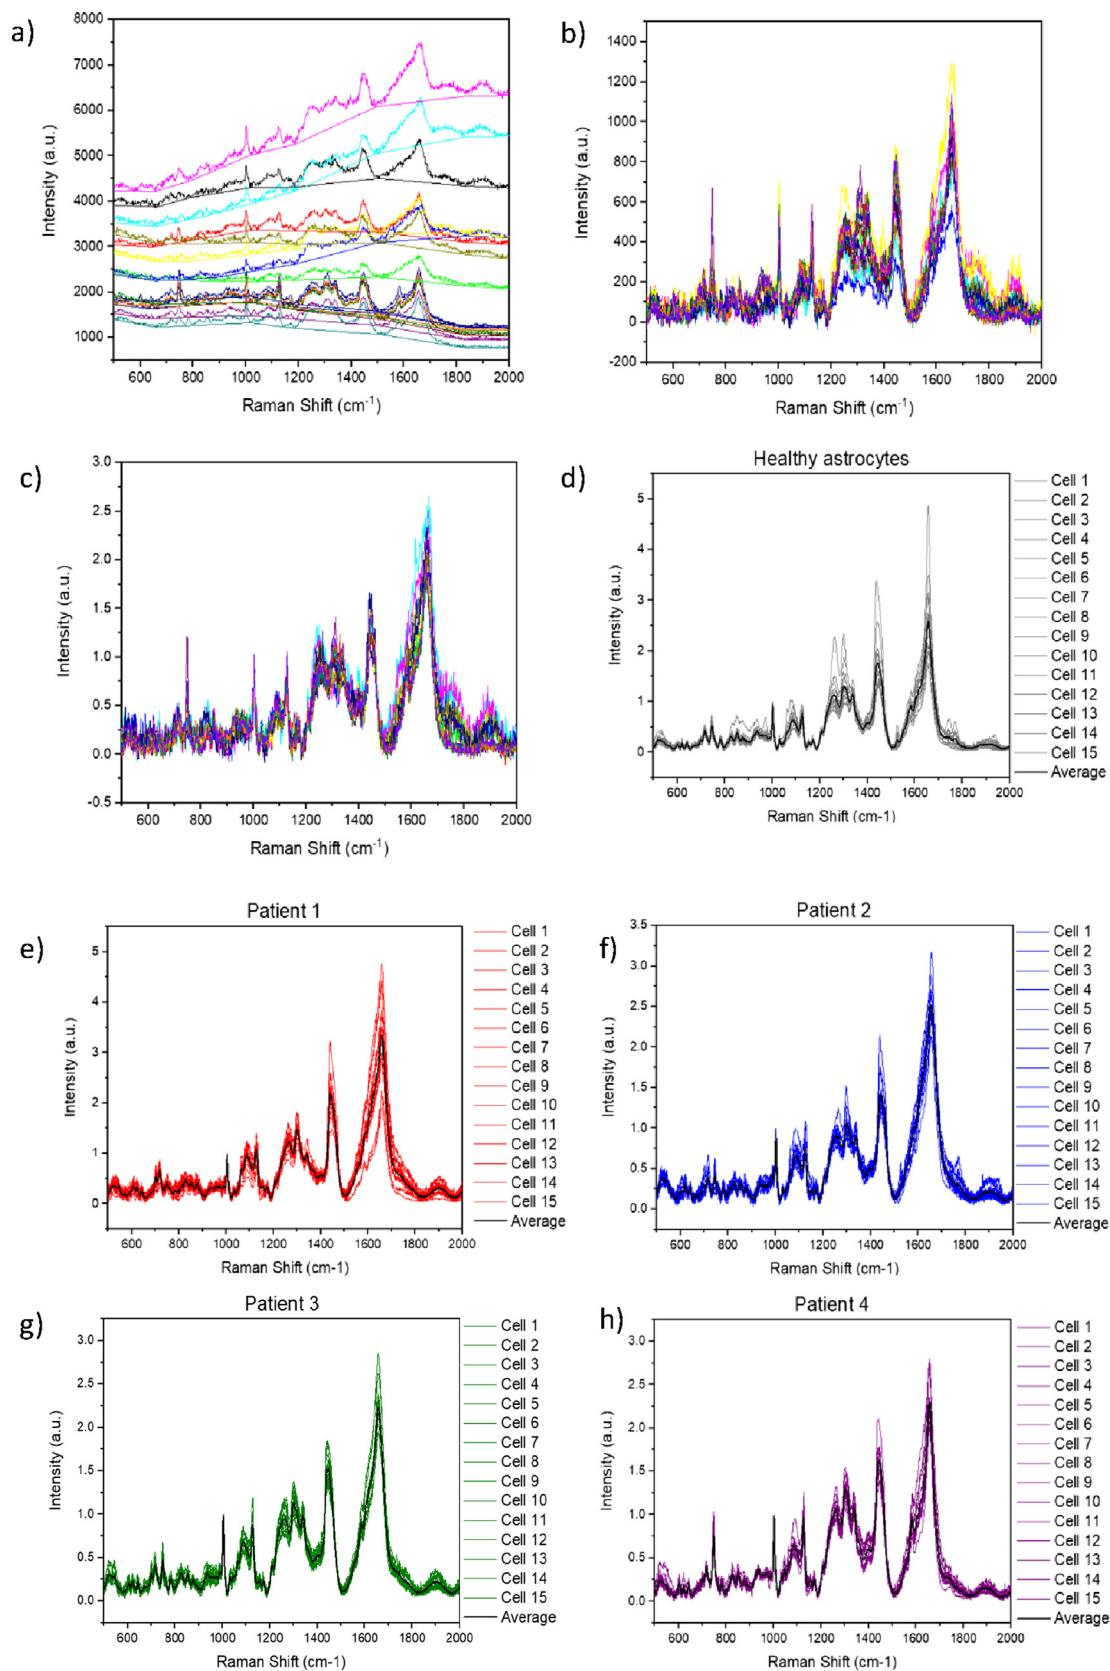 a)
8000
7000
6000
5000
4000
3000
2000
1000
Intensity (a.u.)
600 800 1000 1200 1400 1600 1800 2000
Raman Shift (cm-1)
b)
1400
1200
1000
800
600
400
200
0
-200
Intensity (a.u.)
600 800 1000 1200 1400 1600 1800 2000
Raman Shift (cm-1)
c)
3.0
2.5
2.0
1.5
1.0
0.5
0.0
-0.5
Intensity (a.u.)
600 800 1000 1200 1400 1600 1800 2000
Raman Shift (cm-1)
d)
Healthy astrocytes
5
4
3
2
1
0
Intensity (a.u.)
600 800 1000 1200 1400 1600 1800 2000
Raman Shift (cm-1)
Cell 1
Cell 2
Cell 3
Cell 4
Cell 5
Cell 6
Cell 7
Cell 8
Cell 9
Cell 10
Cell 11
Cell 12
Cell 13
Cell 14
Cell 15
Average
e)
Patient 1
5
4
3
2
1
0
Intensity (a.u.)
600 800 1000 1200 1400 1600 1800 2000
Raman Shift (cm-1)
Cell 1
Cell 2
Cell 3
Cell 4
Cell 5
Cell 6
Cell 7
Cell 8
Cell 9
Cell 10
Cell 11
Cell 12
Cell 13
Cell 14
Cell 15
Average
f)
Patient 2
3.5
3.0
2.5
2.0
1.5
1.0
0.5
0.0
Intensity (a.u.)
600 800 1000 1200 1400 1600 1800 2000
Raman Shift (cm-1)
Cell 1
Cell 2
Cell 3
Cell 4
Cell 5
Cell 6
Cell 7
Cell 8
Cell 9
Cell 10
Cell 11
Cell 12
Cell 13
Cell 14
Cell 15
Average
g)
Patient 3
3.0
2.5
2.0
1.5
1.0
0.5
0.0
Intensity (a.u.)
600 800 1000 1200 1400 1600 1800 2000
Raman Shift (cm-1)
Cell 1
Cell 2
Cell 3
Cell 4
Cell 5
Cell 6
Cell 7
Cell 8
Cell 9
Cell 10
Cell 11
Cell 12
Cell 13
Cell 14
Cell 15
Average
h)
Patient 4
3.0
2.5
2.0
1.5
1.0
0.5
0.0
Intensity (a.u.)
600 800 1000 1200 1400 1600 1800 2000
Raman Shift (cm-1)
Cell 1
Cell 2
Cell 3
Cell 4
Cell 5
Cell 6
Cell 7
Cell 8
Cell 9
Cell 10
Cell 11
Cell 12
Cell 13
Cell 14
Cell 15
Average